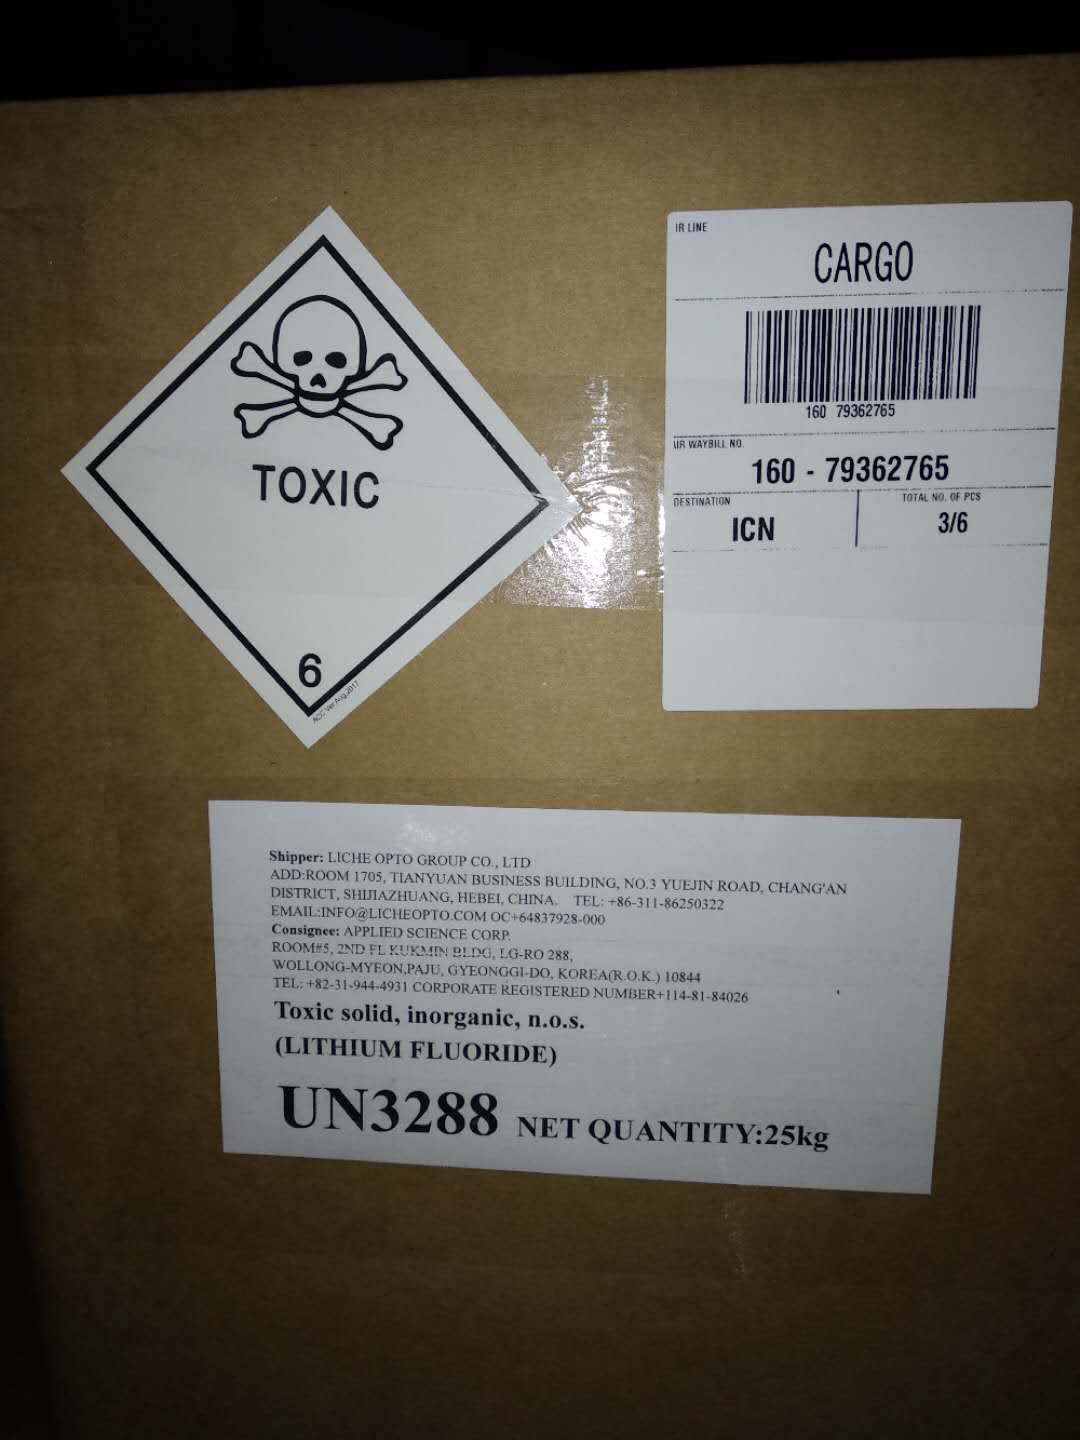 TOXIC
6
ACC Ver.Aug.2017
IR LINE
CARGO
160 79362765
IR WAYBILL NO.
160 - 79362765
DESTINATION
TOTAL NO. OF PCS
ICN
3/6
Shipper: LICHE OPTO GROUP CO., LTD
ADD:ROOM 1705, TIANYUAN BUSINESS BUILDING, NO.3 YUEJIN ROAD, CHANG'AN
DISTRICT, SHIJIAZHUANG, HEBEI, CHINA. TEL: +86-311-86250322
EMAIL:INFO@LICHEOPTO.COM OC+64837928-000
Consignee: APPLIED SCIENCE CORP.
ROOM#5, 2ND FL KUKMIN BLDG, LG-RO 288,
WOLLONG-MYEON,PAJU, GYEONGGI-DO, KOREA(R.O.K.) 10844
TEL: +82-31-944-4931 CORPORATE REGISTERED NUMBER+114-81-84026
Toxic solid, inorganic, n.o.s.
(LITHIUM FLUORIDE)
UN3288 NET QUANTITY:25kg